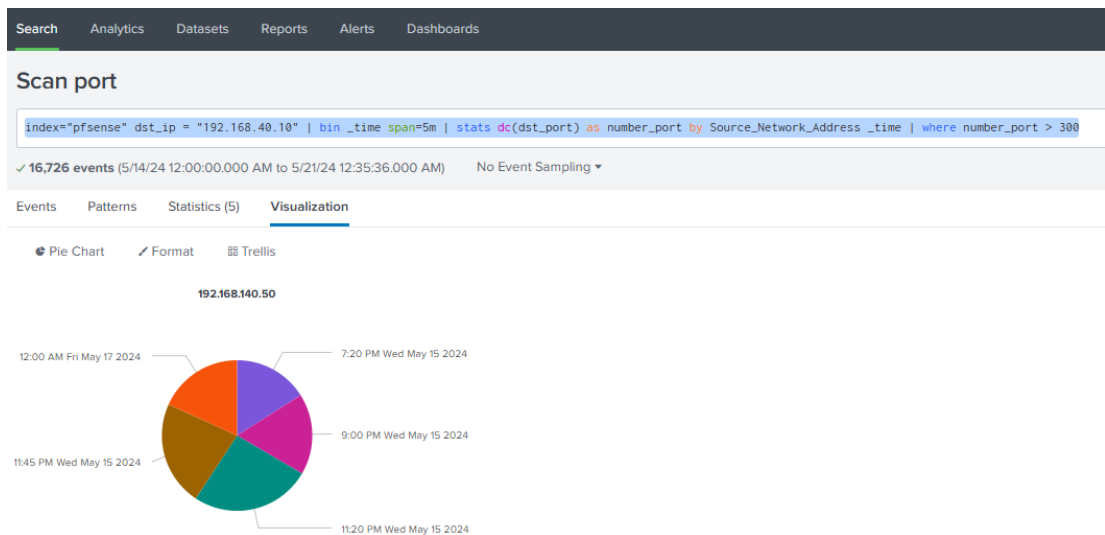 Search Analytics Datasets Reports Alerts Dashboards
Scan port
index="pfsense" dst_ip = "192.168.40.10" | bin _time span=5m | stats dc(dst_port) as number_port by Source_Network_Address _time | where number_port > 300
✓ 16,726 events (5/14/24 12:00:00.000 AM to 5/21/24 12:35:36.000 AM) No Event Sampling ▾
Events Patterns Statistics (5) Visualization
Pie Chart Format Trellis
192.168.140.50
12:00 AM Fri May 17 2024
7:20 PM Wed May 15 2024
9:00 PM Wed May 15 2024
11:45 PM Wed May 15 2024
11:20 PM Wed May 15 2024